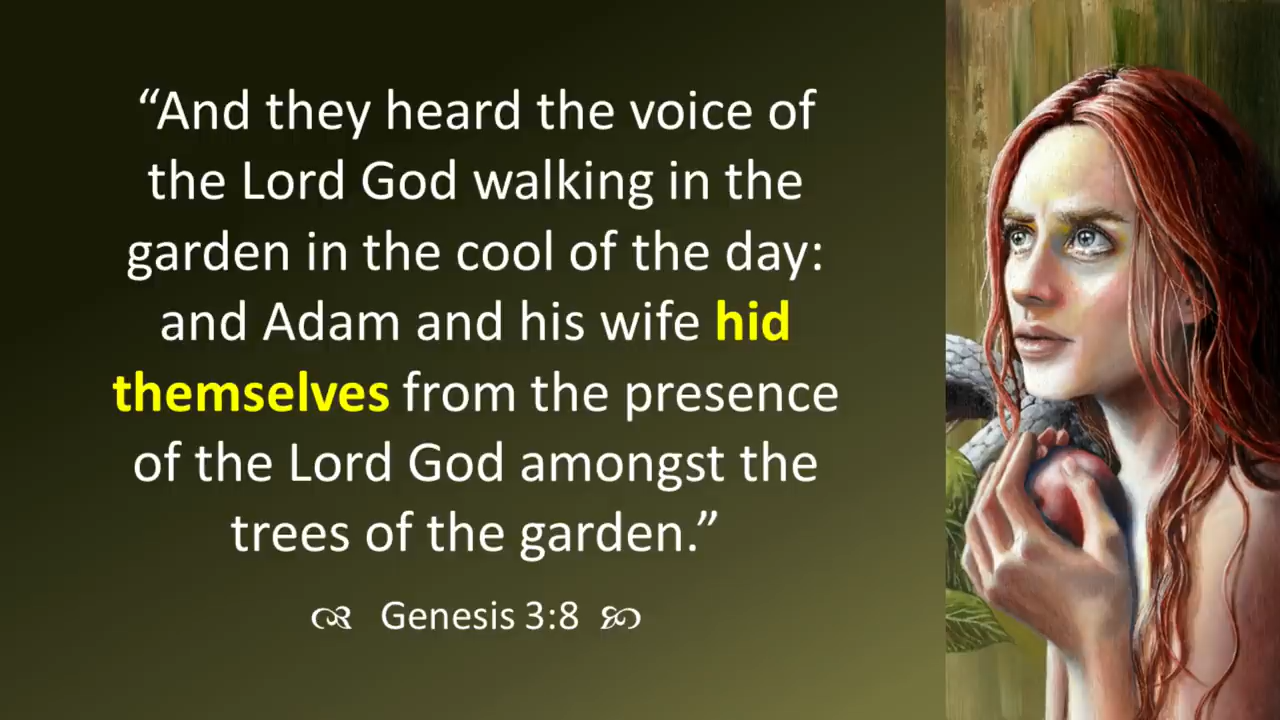 “And they heard the voice of
the Lord God walking in the
garden in the cool of the day:
and Adam and his wife hid
themselves from the presence
of the Lord God amongst the
trees of the garden.”
Genesis 3:8